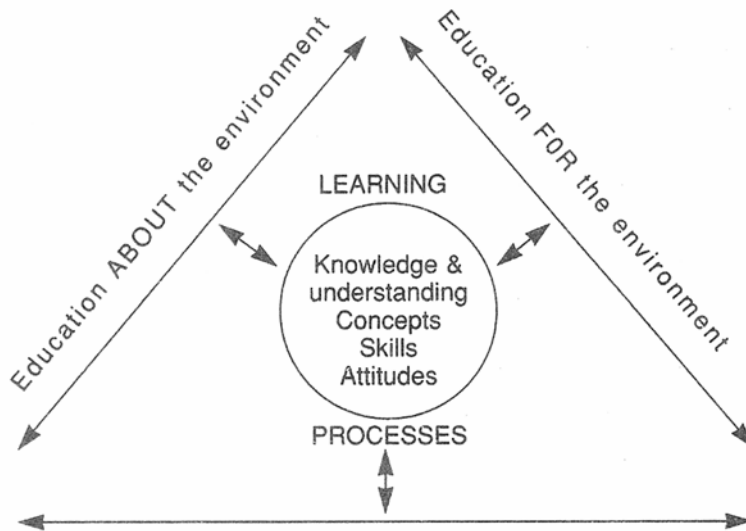 Education ABOUT the environment
Education FOR the environment
LEARNING
Knowledge &
understanding
Concepts
Skills
Attitudes
PROCESSES